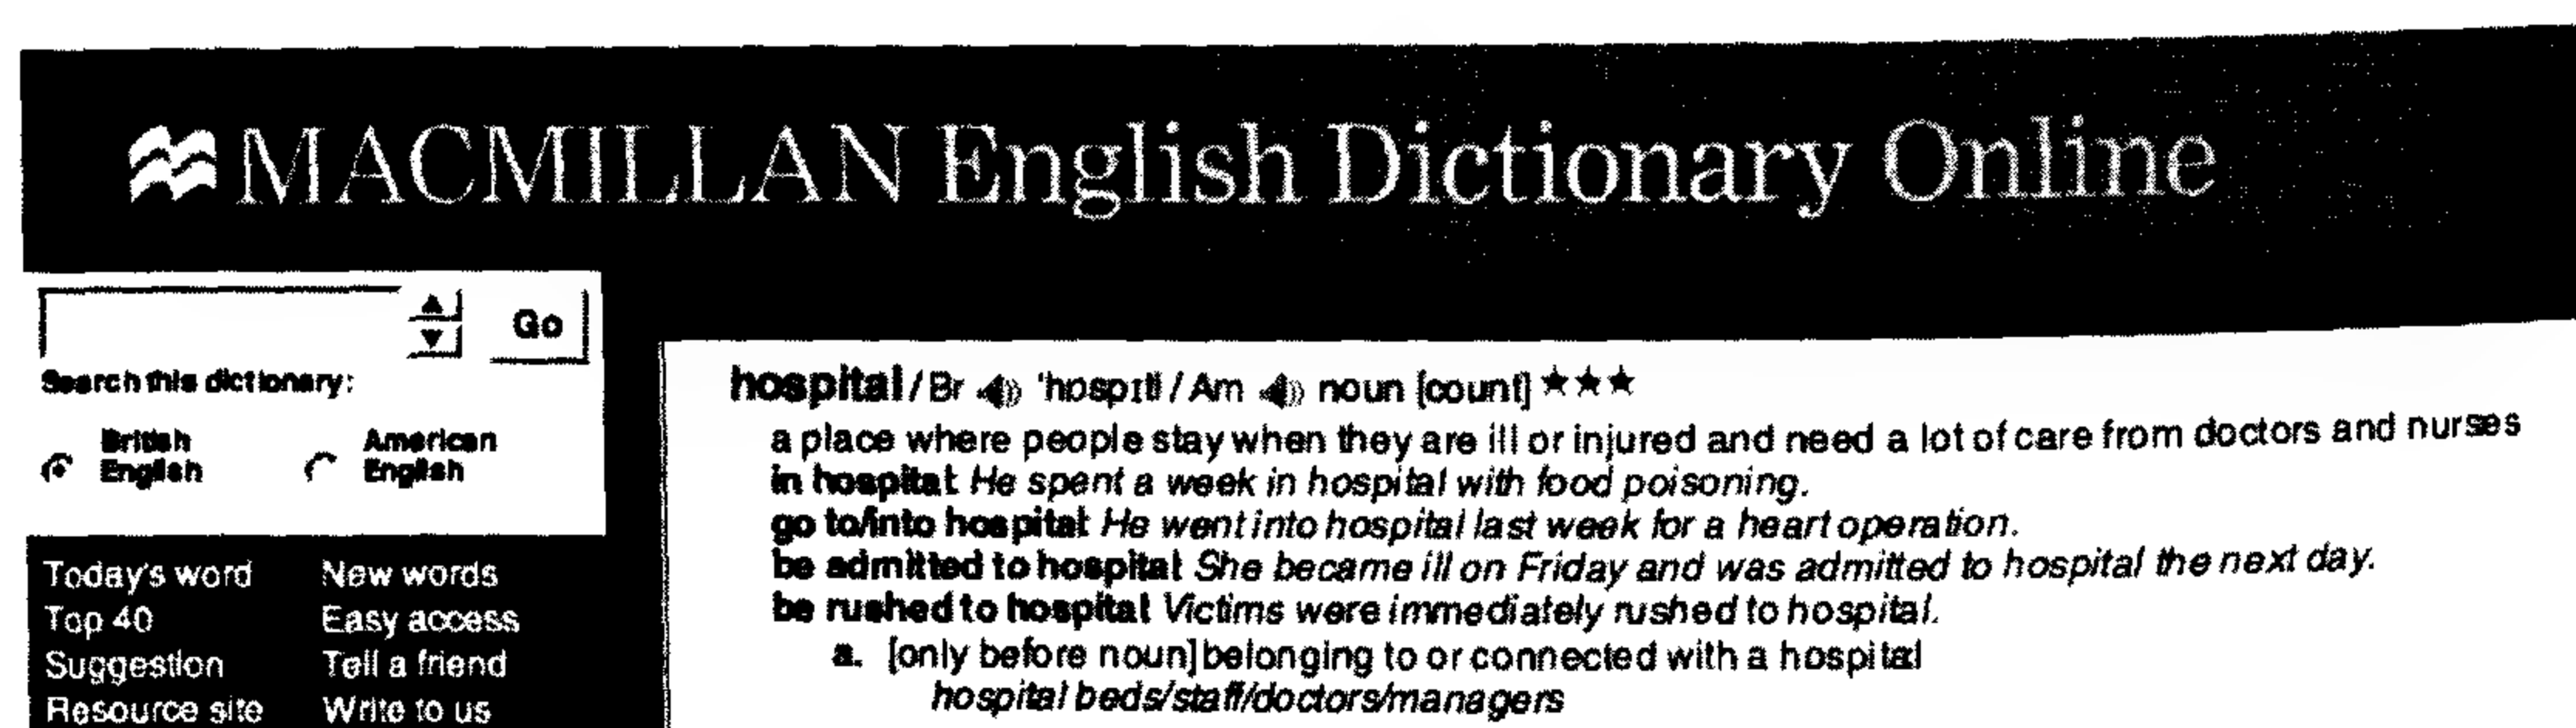 MACMILLAN English Dictionary Online
Go
Search this dictionary:
British English
American English
Today's word
New words
Top 40
Easy access
Suggestion
Tell a friend
Resource site
Write to us
hospital / Br 'hɒspɪtl / Am noun [count] ★★★
a place where people stay when they are ill or injured and need a lot of care from doctors and nurses
in hospital: He spent a week in hospital with food poisoning.
go to/into hospital: He went into hospital last week for a heart operation.
be admitted to hospital: She became ill on Friday and was admitted to hospital the next day.
be rushed to hospital: Victims were immediately rushed to hospital.
a. [only before noun] belonging to or connected with a hospital
hospital beds/staff/doctors/managers